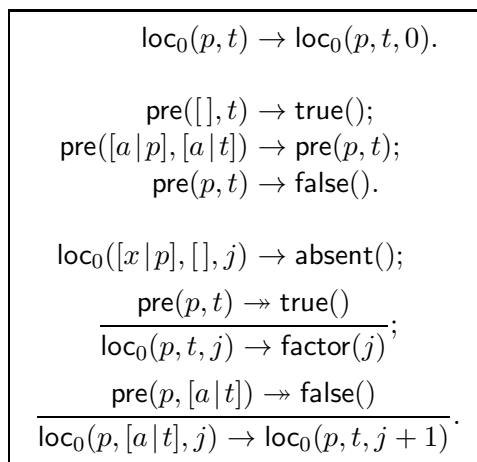 loc₀(p, t) → loc₀(p, t, 0).
pre([ ], t) → true();
pre([a | p], [a | t]) → pre(p, t);
pre(p, t) → false().
loc₀([x | p], [ ], j) → absent();
pre(p, t) ↠ true()
loc₀(p, t, j) → factor(j) ;
pre(p, [a | t]) ↠ false()
loc₀(p, [a | t], j) → loc₀(p, t, j + 1) .